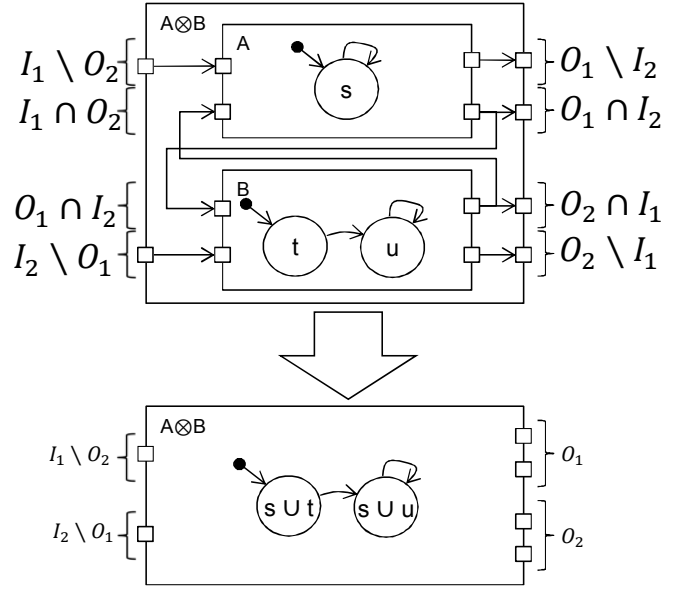 A⊗B
A
I₁ \ O₂
O₁ \ I₂
s
I₁ ∩ O₂
O₁ ∩ I₂
B
O₁ ∩ I₂
O₂ ∩ I₁
t
u
I₂ \ O₁
O₂ \ I₁
A⊗B
I₁ \ O₂
O₁
s ∪ t
s ∪ u
I₂ \ O₁
O₂